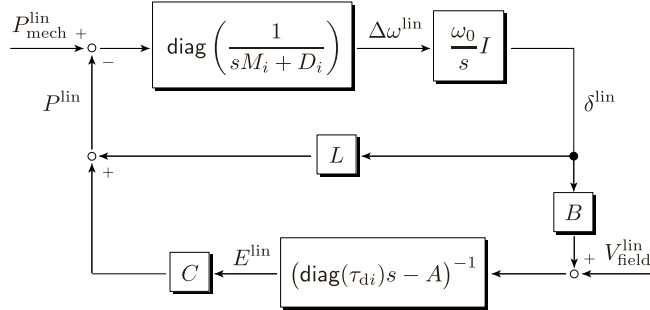 P_mech^lin + − diag(1/(sM_i + D_i)) Δω^lin ω_0/s I
P^lin δ^lin
L
+
B
E^lin V_field^lin
C (diag(τ_di)s − A)^−1 +